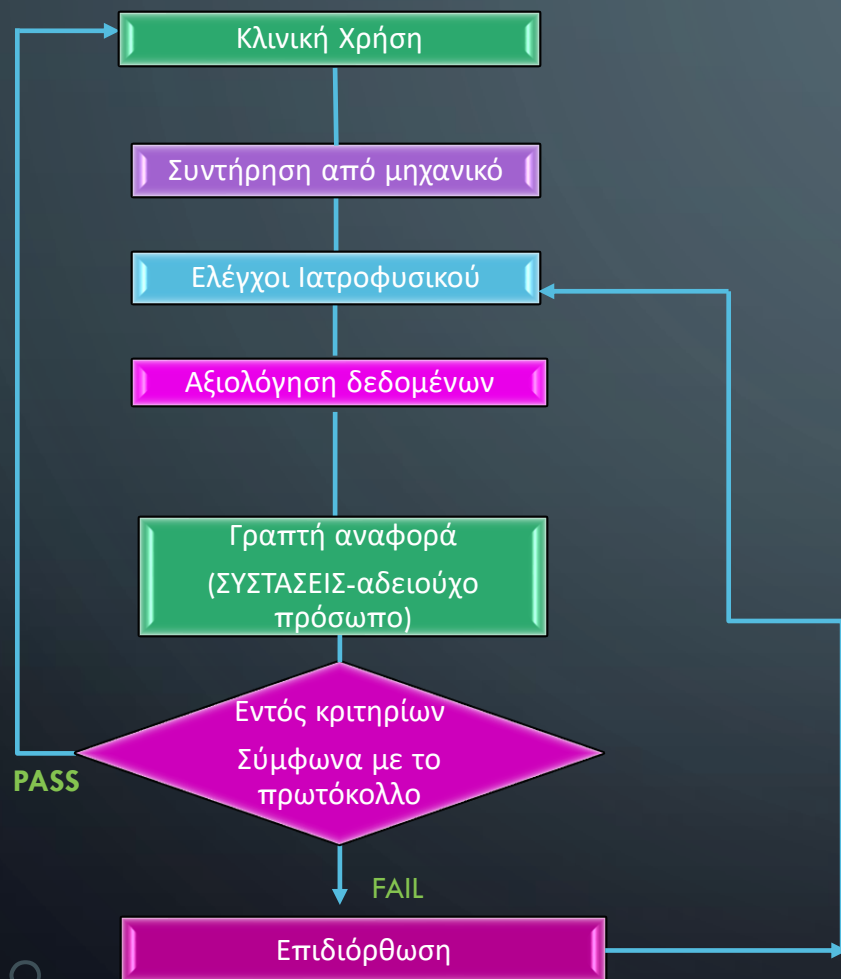 Κλινική Χρήση
Συντήρηση από μηχανικό
Ελέγχοι Ιατροφυσικού
Αξιολόγηση δεδομένων
Γραπτή αναφορά
(ΣΥΣΤΑΣΕΙΣ-αδειούχο
πρόσωπο)
Εντός κριτηρίων
Σύμφωνα με το
πρωτόκολλο
PASS
FAIL
Επιδιόρθωση